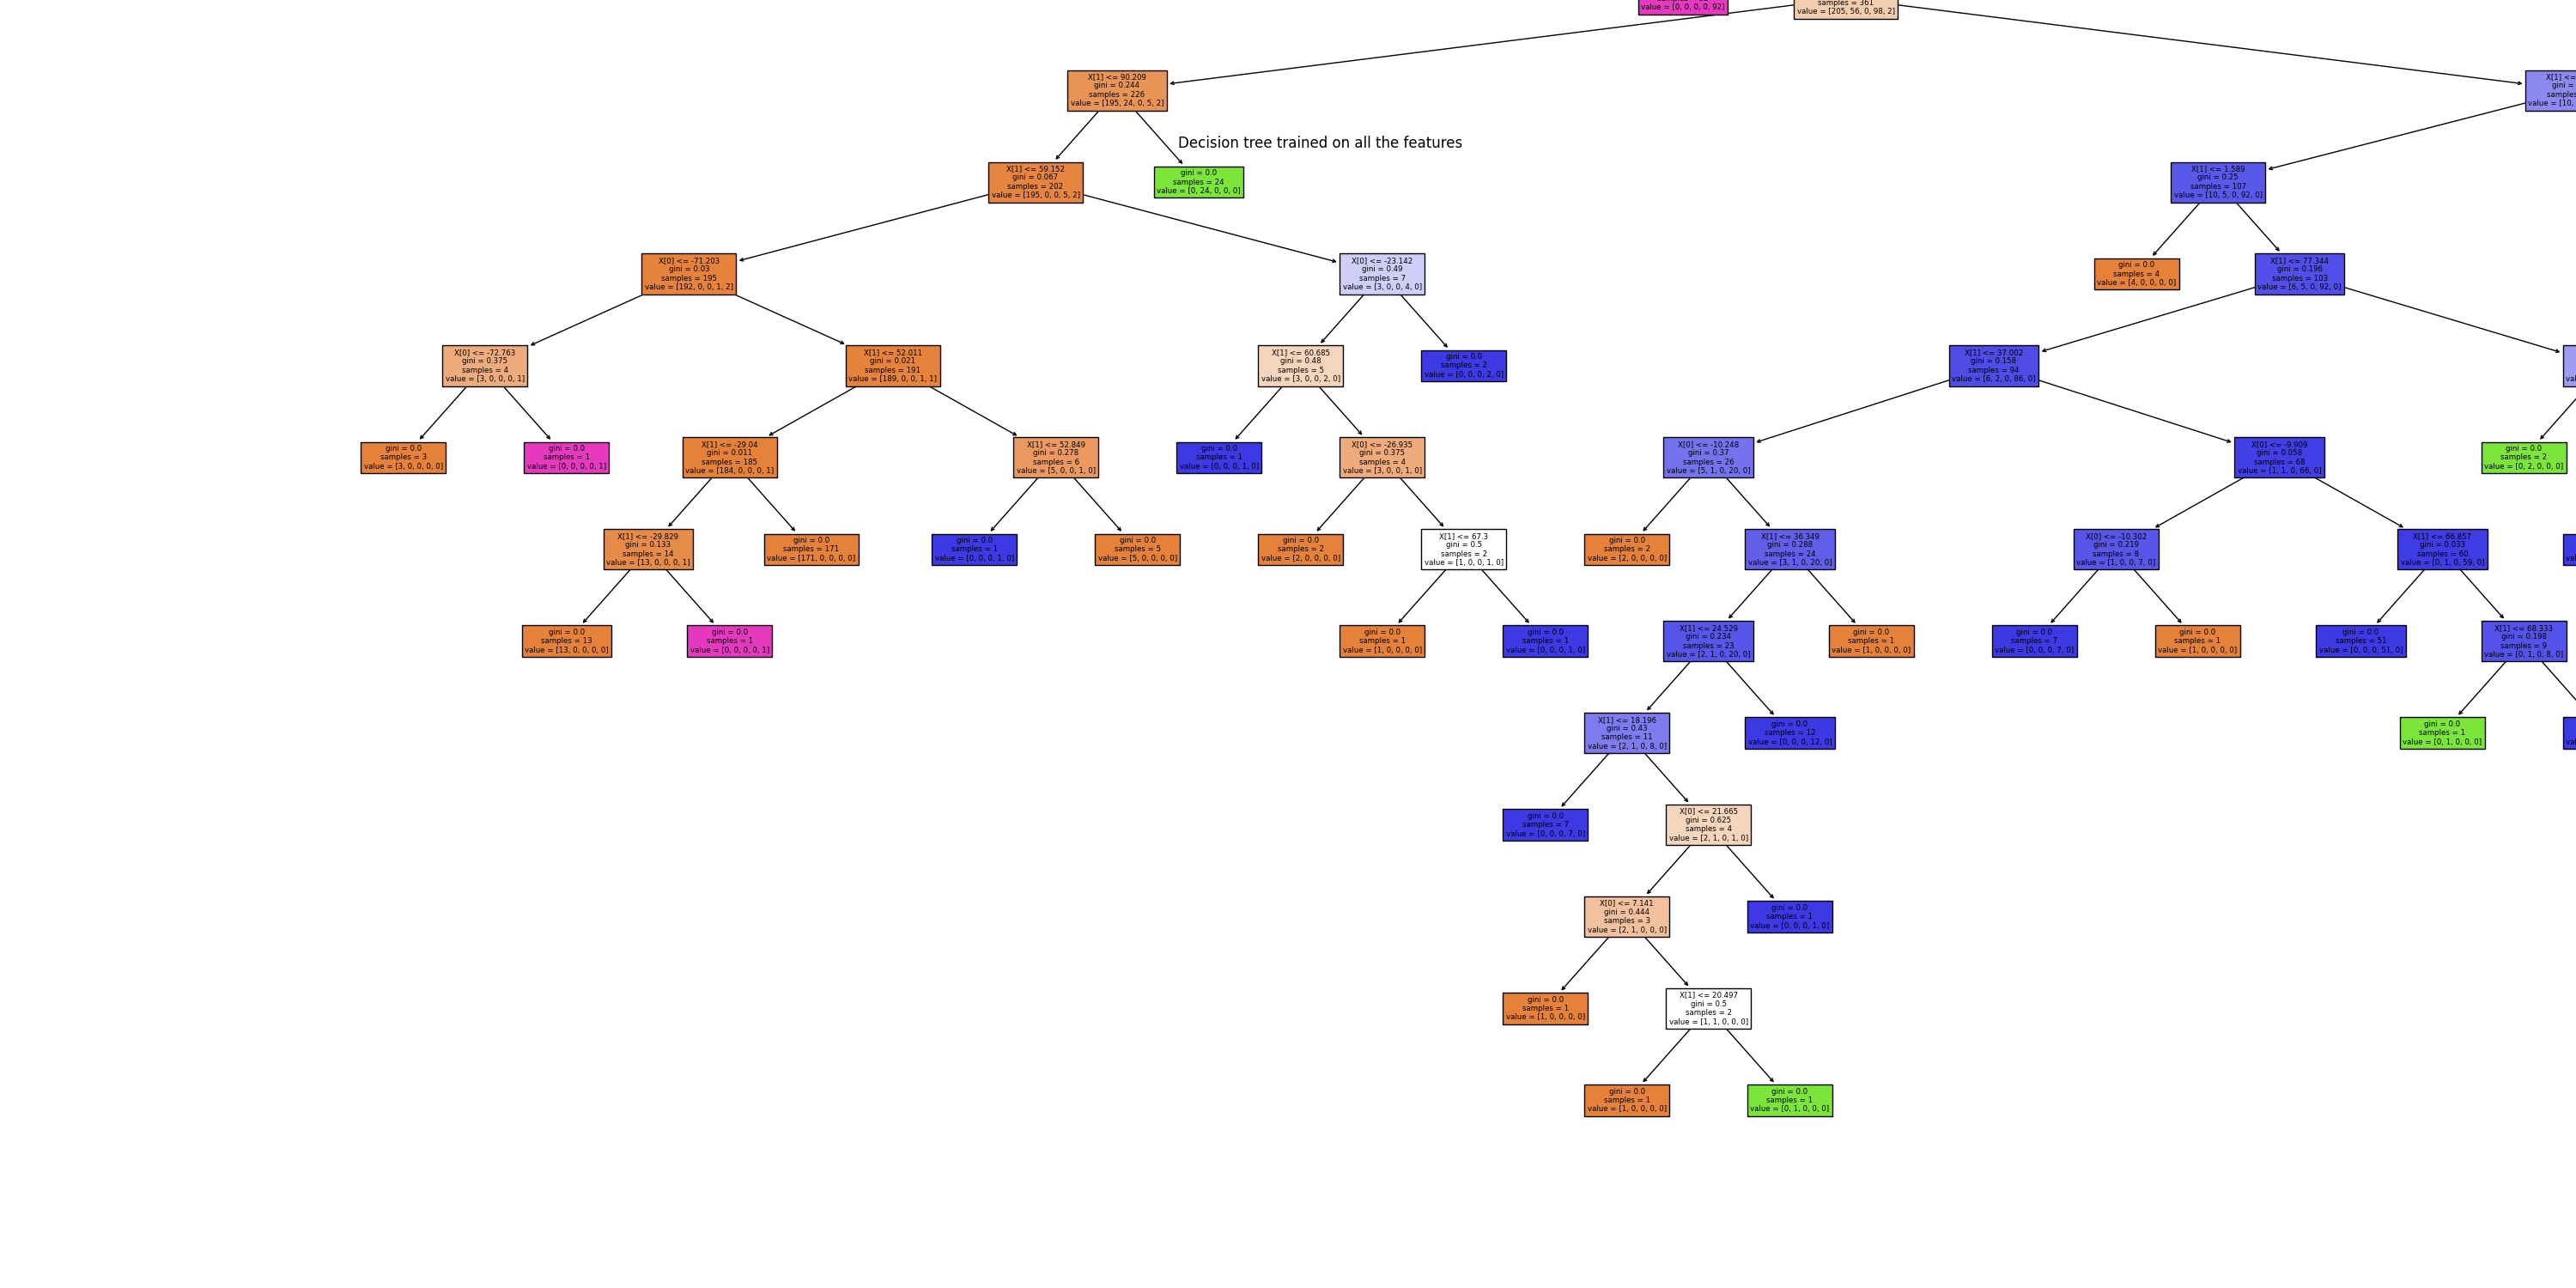 value = [0, 0, 0, 0, 92]
samples = 361
value = [205, 56, 0, 98, 2]
X[1] <= 90.209
gini = 0.244
samples = 226
value = [195, 24, 0, 5, 2]
X[1] <=
gini =
samples
value = [10,
Decision tree trained on all the features
X[1] <= 59.152
gini = 0.067
samples = 202
value = [195, 0, 0, 5, 2]
gini = 0.0
samples = 24
value = [0, 24, 0, 0, 0]
X[1] <= 1.589
gini = 0.25
samples = 107
value = [10, 5, 0, 92, 0]
X[0] <= -71.203
gini = 0.03
samples = 195
value = [192, 0, 0, 1, 2]
X[0] <= -23.142
gini = 0.49
samples = 7
value = [3, 0, 0, 4, 0]
gini = 0.0
samples = 4
value = [4, 0, 0, 0, 0]
X[1] <= 77.344
gini = 0.196
samples = 103
value = [6, 5, 0, 92, 0]
X[0] <= -72.763
gini = 0.375
samples = 4
value = [3, 0, 0, 0, 1]
X[1] <= 52.011
gini = 0.021
samples = 191
value = [189, 0, 0, 1, 1]
X[1] <= 60.685
gini = 0.48
samples = 5
value = [3, 0, 0, 2, 0]
gini = 0.0
samples = 2
value = [0, 0, 0, 2, 0]
X[1] <= 37.002
gini = 0.158
samples = 94
value = [6, 2, 0, 86, 0]
gini = 0.0
samples = 3
value = [3, 0, 0, 0, 0]
gini = 0.0
samples = 1
value = [0, 0, 0, 0, 1]
X[1] <= -29.04
gini = 0.011
samples = 185
value = [184, 0, 0, 0, 1]
X[1] <= 52.849
gini = 0.278
samples = 6
value = [5, 0, 0, 1, 0]
gini = 0.0
samples = 1
value = [0, 0, 0, 1, 0]
X[0] <= -26.935
gini = 0.375
samples = 4
value = [3, 0, 0, 1, 0]
X[0] <= -10.248
gini = 0.37
samples = 26
value = [5, 1, 0, 20, 0]
X[0] <= -9.909
gini = 0.058
samples = 68
value = [1, 1, 0, 66, 0]
gini = 0.0
samples = 2
value = [0, 2, 0, 0, 0]
X[1] <= -29.829
gini = 0.133
samples = 14
value = [13, 0, 0, 0, 1]
gini = 0.0
samples = 171
value = [171, 0, 0, 0, 0]
gini = 0.0
samples = 1
value = [0, 0, 0, 1, 0]
gini = 0.0
samples = 5
value = [5, 0, 0, 0, 0]
gini = 0.0
samples = 2
value = [2, 0, 0, 0, 0]
X[1] <= 67.3
gini = 0.5
samples = 2
value = [1, 0, 0, 1, 0]
gini = 0.0
samples = 2
value = [2, 0, 0, 0, 0]
X[1] <= 36.349
gini = 0.288
samples = 24
value = [3, 1, 0, 20, 0]
X[0] <= -10.302
gini = 0.219
samples = 8
value = [1, 0, 0, 7, 0]
X[1] <= 66.857
gini = 0.033
samples = 60
value = [0, 1, 0, 59, 0]
gini = 0.0
samples = 13
value = [13, 0, 0, 0, 0]
gini = 0.0
samples = 1
value = [0, 0, 0, 0, 1]
gini = 0.0
samples = 1
value = [1, 0, 0, 0, 0]
gini = 0.0
samples = 1
value = [0, 0, 0, 1, 0]
X[1] <= 24.529
gini = 0.234
samples = 23
value = [2, 1, 0, 20, 0]
gini = 0.0
samples = 1
value = [1, 0, 0, 0, 0]
gini = 0.0
samples = 7
value = [0, 0, 0, 7, 0]
gini = 0.0
samples = 1
value = [1, 0, 0, 0, 0]
gini = 0.0
samples = 51
value = [0, 0, 0, 51, 0]
X[1] <= 68.333
gini = 0.198
samples = 9
value = [0, 1, 0, 8, 0]
X[1] <= 18.196
gini = 0.43
samples = 11
value = [2, 1, 0, 8, 0]
gini = 0.0
samples = 12
value = [0, 0, 0, 12, 0]
gini = 0.0
samples = 1
value = [0, 1, 0, 0, 0]
gini = 0.0
samples = 7
value = [0, 0, 0, 7, 0]
X[0] <= 21.665
gini = 0.625
samples = 4
value = [2, 1, 0, 1, 0]
X[0] <= 7.141
gini = 0.444
samples = 3
value = [2, 1, 0, 0, 0]
gini = 0.0
samples = 1
value = [0, 0, 0, 1, 0]
gini = 0.0
samples = 1
value = [1, 0, 0, 0, 0]
X[1] <= 20.497
gini = 0.5
samples = 2
value = [1, 1, 0, 0, 0]
gini = 0.0
samples = 1
value = [1, 0, 0, 0, 0]
gini = 0.0
samples = 1
value = [0, 1, 0, 0, 0]